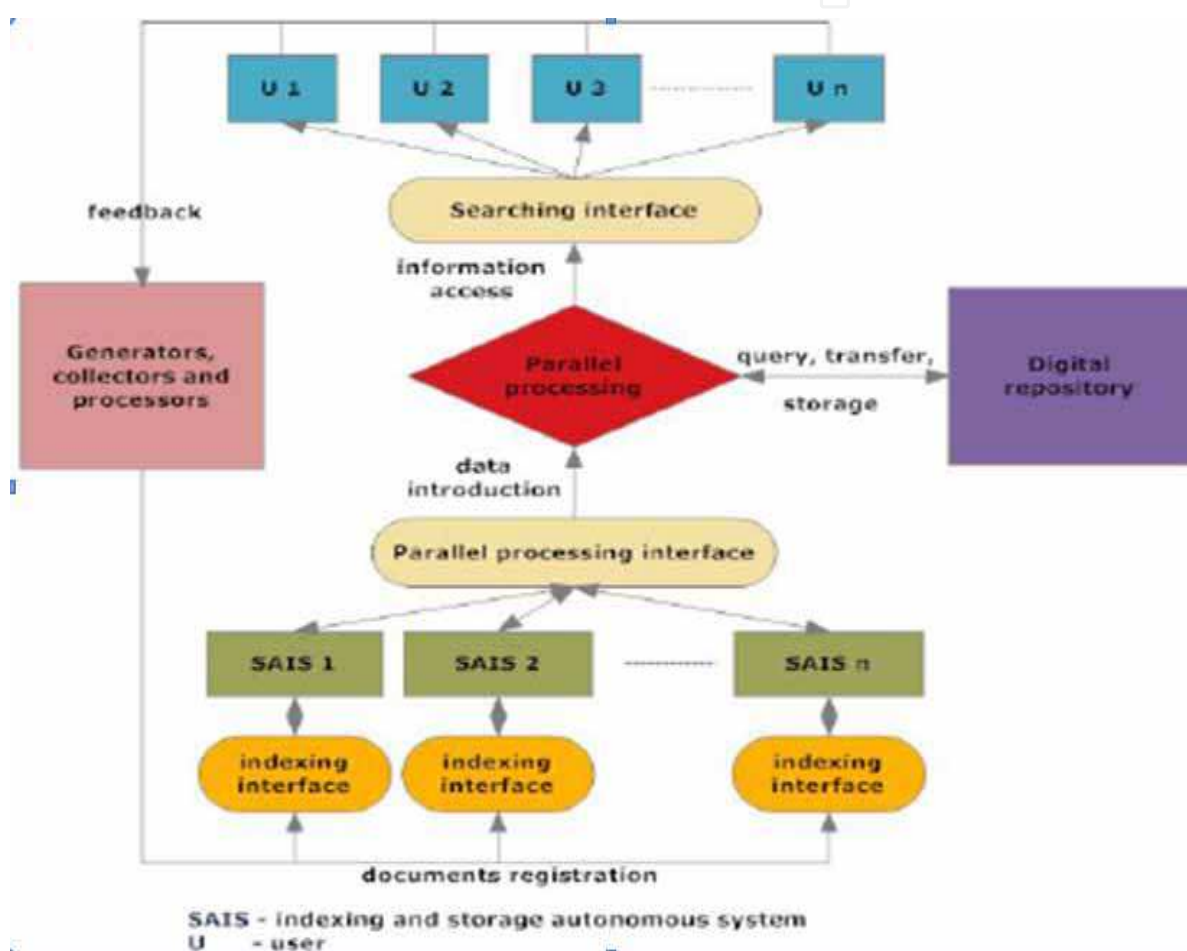 U 1
U 2
U 3
U n
Searching interface
feedback
information
access
Generators,
collectors and
processors
Parallel
processing
query, transfer,
storage
Digital
repository
data
introduction
Parallel processing interface
SAIS 1
SAIS 2
SAIS n
indexing
interface
indexing
interface
indexing
interface
documents registration
SAIS - indexing and storage autonomous system
U - user